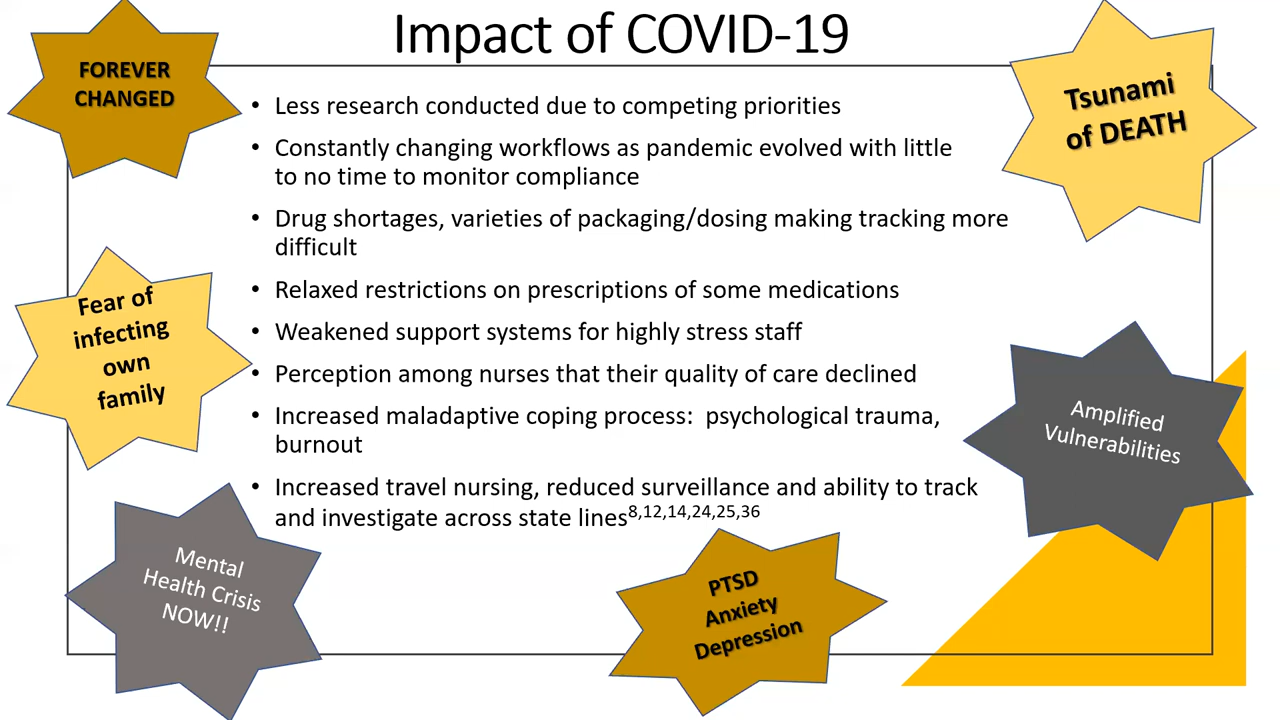 Impact of COVID-19
FOREVER
CHANGED
Tsunami
of DEATH
• Less research conducted due to competing priorities
• Constantly changing workflows as pandemic evolved with little
to no time to monitor compliance
• Drug shortages, varieties of packaging/dosing making tracking more
difficult
• Relaxed restrictions on prescriptions of some medications
• Weakened support systems for highly stress staff
• Perception among nurses that their quality of care declined
• Increased maladaptive coping process:  psychological trauma,
burnout
• Increased travel nursing, reduced surveillance and ability to track
and investigate across state lines8,12,14,24,25,36
Fear of
infecting
own
family
Amplified
Vulnerabilities
Mental
Health Crisis
NOW!!
PTSD
Anxiety
Depression